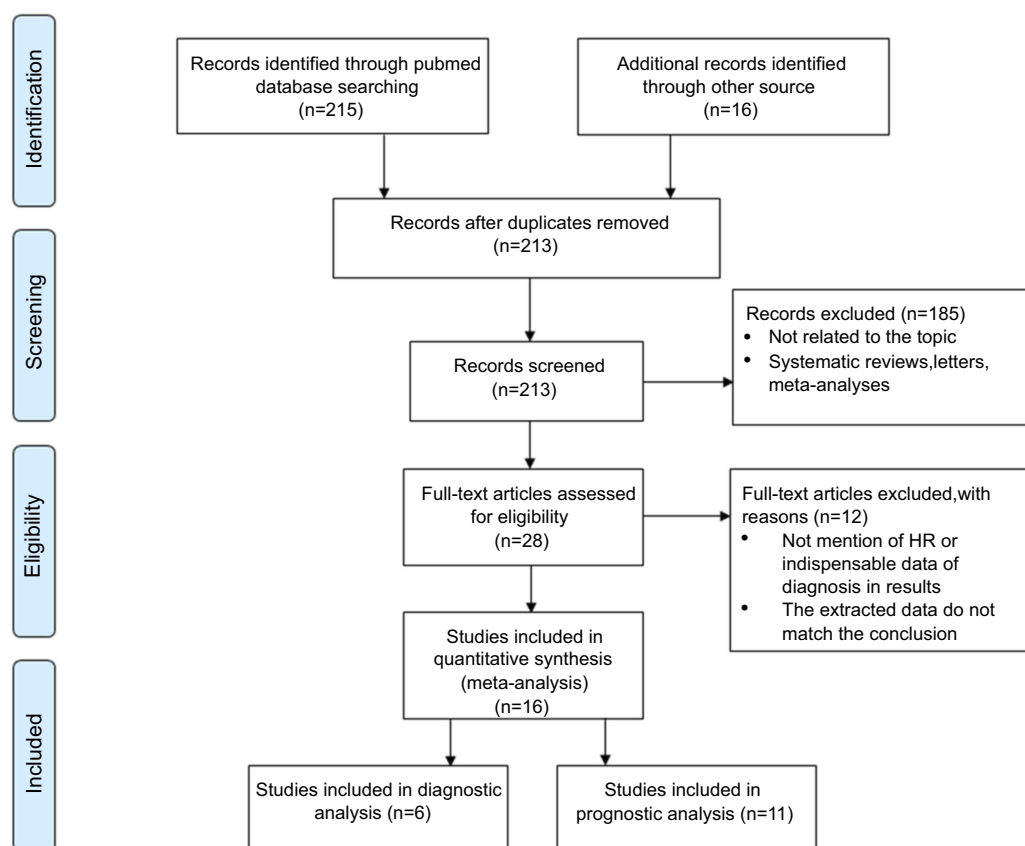 Identification
Records identified through pubmed
database searching
(n=215)
Additional records identified
through other source
(n=16)
Records after duplicates removed
(n=213)
Screening
Records screened
(n=213)
Records excluded (n=185)
• Not related to the topic
• Systematic reviews,letters,
meta-analyses
Eligibility
Full-text articles assessed
for eligibility
(n=28)
Full-text articles excluded,with
reasons (n=12)
• Not mention of HR or
indispensable data of
diagnosis in results
• The extracted data do not
match the conclusion
Studies included in
quantitative synthesis
(meta-analysis)
(n=16)
Included
Studies included in diagnostic
analysis (n=6)
Studies included in
prognostic analysis (n=11)